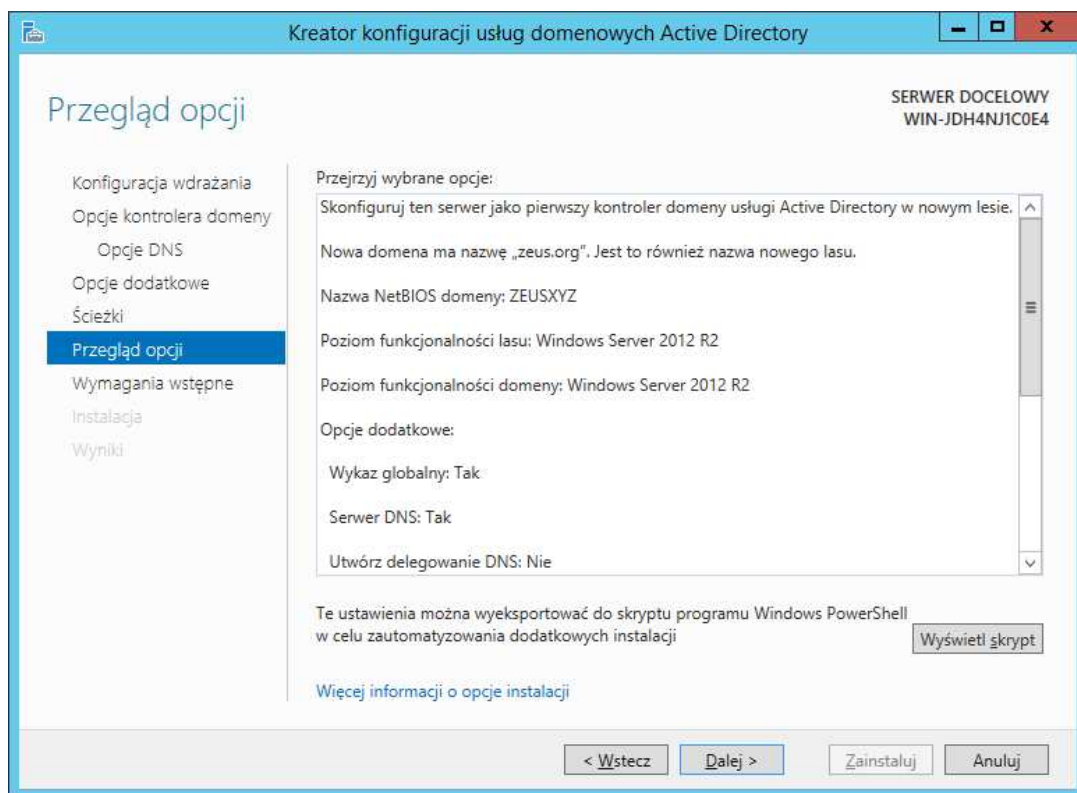 Kreator konfiguracji usług domenowych Active Directory
Przegląd opcji
SERWER DOCELOWY
WIN-JDH4NJ1C0E4
Konfiguracja wdrażania
Opcje kontrolera domeny
Opcje DNS
Opcje dodatkowe
Ścieżki
Przegląd opcji
Wymagania wstępne
Instalacja
Wyniki
Przejrzyj wybrane opcje:
Skonfiguruj ten serwer jako pierwszy kontroler domeny usługi Active Directory w nowym lesie.
Nowa domena ma nazwę „zeus.org”. Jest to również nazwa nowego lasu.
Nazwa NetBIOS domeny: ZEUSXYZ
Poziom funkcjonalności lasu: Windows Server 2012 R2
Poziom funkcjonalności domeny: Windows Server 2012 R2
Opcje dodatkowe:
Wykaz globalny: Tak
Serwer DNS: Tak
Utwórz delegowanie DNS: Nie
Te ustawienia można wyeksportować do skryptu programu Windows PowerShell
w celu zautomatyzowania dodatkowych instalacji
Wyświetl skrypt
Więcej informacji o opcje instalacji
< Wstecz
Dalej >
Zainstaluj
Anuluj